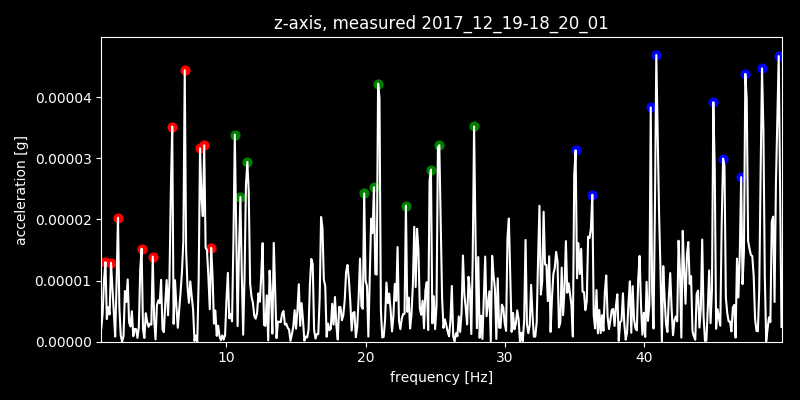 z-axis, measured 2017_12_19-18_20_01
acceleration [g]
0.00004
0.00003
0.00002
0.00001
0.00000
10 20 30 40
frequency [Hz]